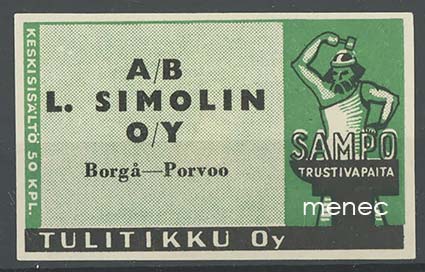 KESKISISÄLTÖ 50 KPL.
A/B
L. SIMOLIN
O/Y
Borgå—Porvoo
SAMPO
TRUSTIVAPAITA
menec
TULITIKKU Oy